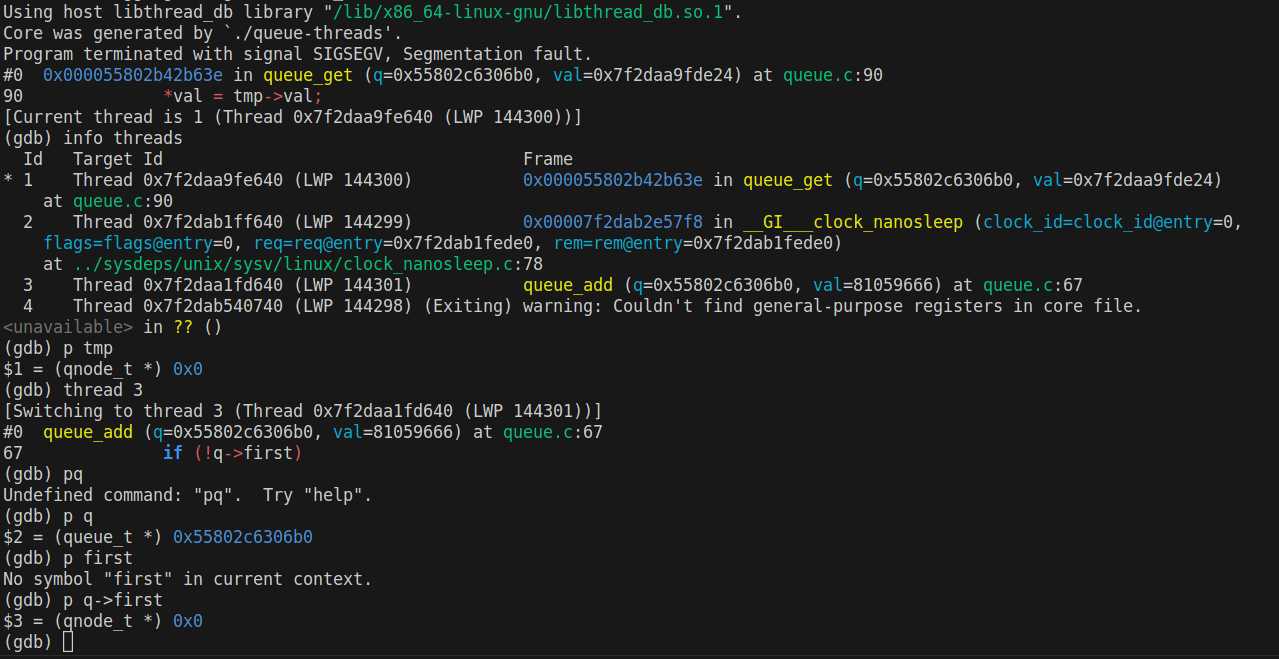 Using host libthread_db library "/lib/x86_64-linux-gnu/libthread_db.so.1".
Core was generated by `./queue-threads'.
Program terminated with signal SIGSEGV, Segmentation fault.
#0  0x000055802b42b63e in queue_get (q=0x55802c6306b0, val=0x7f2daa9fde24) at queue.c:90
90              *val = tmp->val;
[Current thread is 1 (Thread 0x7f2daa9fe640 (LWP 144300))]
(gdb) info threads
  Id   Target Id                                   Frame
* 1    Thread 0x7f2daa9fe640 (LWP 144300)           0x000055802b42b63e in queue_get (q=0x55802c6306b0, val=0x7f2daa9fde24)
    at queue.c:90
  2    Thread 0x7f2dab1ff640 (LWP 144299)           0x00007f2dab2e57f8 in __GI___clock_nanosleep (clock_id=clock_id@entry=0,
    flags=flags@entry=0, req=req@entry=0x7f2dab1fede0, rem=rem@entry=0x7f2dab1fede0)
    at ../sysdeps/unix/sysv/linux/clock_nanosleep.c:78
  3    Thread 0x7f2daa1fd640 (LWP 144301)           queue_add (q=0x55802c6306b0, val=81059666) at queue.c:67
  4    Thread 0x7f2dab540740 (LWP 144298) (Exiting) warning: Couldn't find general-purpose registers in core file.
<unavailable> in ?? ()
(gdb) p tmp
$1 = (qnode_t *) 0x0
(gdb) thread 3
[Switching to thread 3 (Thread 0x7f2daa1fd640 (LWP 144301))]
#0  queue_add (q=0x55802c6306b0, val=81059666) at queue.c:67
67              if (!q->first)
(gdb) pq
Undefined command: "pq".  Try "help".
(gdb) p q
$2 = (queue_t *) 0x55802c6306b0
(gdb) p first
No symbol "first" in current context.
(gdb) p q->first
$3 = (qnode_t *) 0x0
(gdb)